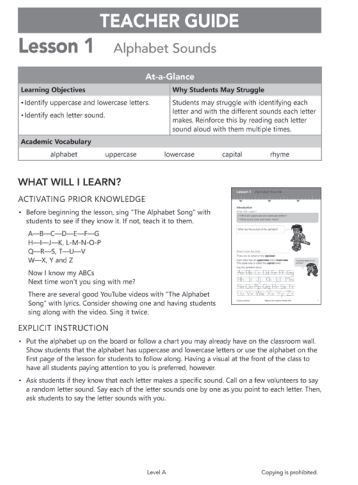 TEACHER GUIDE
Lesson 1 Alphabet Sounds
At-a-Glance
Learning Objectives
•Identify uppercase and lowercase letters.
•Identify each letter sound.
Why Students May Struggle
Students may struggle with identifying each
letter and with the different sounds each letter
makes. Reinforce this by reading each letter
sound aloud with them multiple times.
Academic Vocabulary
alphabet uppercase lowercase capital rhyme
WHAT WILL I LEARN?
ACTIVATING PRIOR KNOWLEDGE
• Before beginning the lesson, sing "The Alphabet Song" with
students to see if they know it. If not, teach it to them.
A—B—C—D—E—F—G
H—I—J—K, L-M-N-O-P
Q—R—S, T—U—V
W—X, Y and Z
Now I know my ABCs
Next time won't you sing with me?
There are several good YouTube videos with "The Alphabet
Song" with lyrics. Consider showing one and having students
sing along with the video. Sing it twice.
EXPLICIT INSTRUCTION
• Put the alphabet up on the board or follow a chart you may already have on the classroom wall.
Show students that the alphabet has uppercase and lowercase letters or use the alphabet on the
first page of the lesson for students to follow along. Having a visual at the front of the class to
have all students paying attention to you is preferred, however.
• Ask students if they know that each letter makes a specific sound. Call on a few volunteers to say
a random letter sound. Say each of the letter sounds one by one as you point to each letter. Then,
ask students to say the letter sounds with you.
Level A
Copying is prohibited.